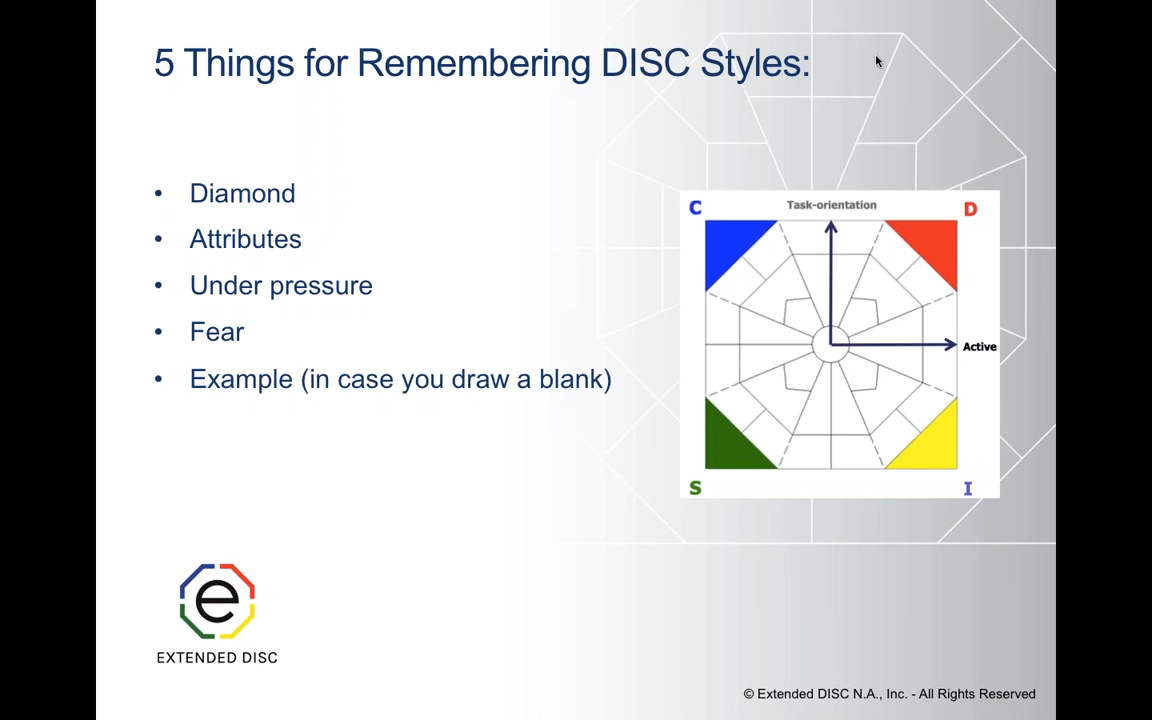 5 Things for Remembering DISC Styles:
• Diamond
• Attributes
• Under pressure
• Fear
• Example (in case you draw a blank)
C
Task-orientation
D
Active
S
I
e
EXTENDED DISC
© Extended DISC N.A., Inc. - All Rights Reserved